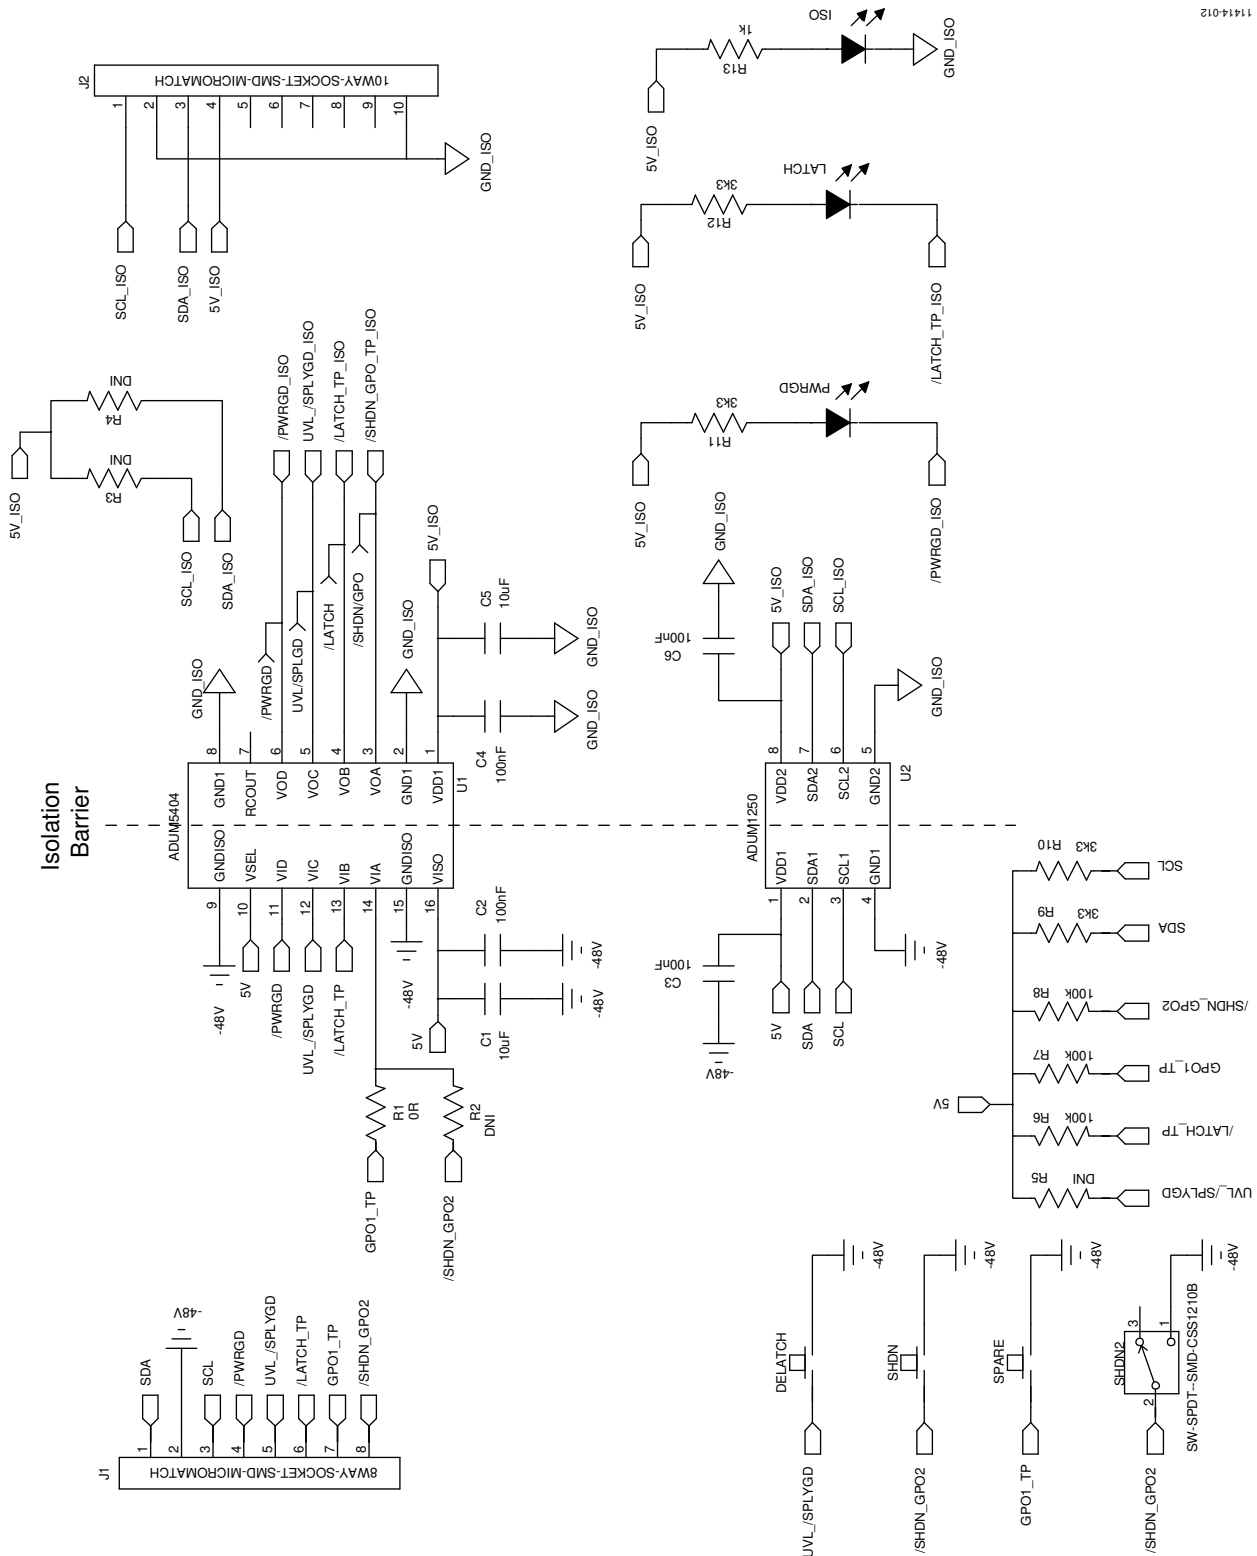 11414-012
J2
10WAY-SOCKET-SMD-MICROMATCH
1
2
3
4
5
6
7
8
9
10
GND_ISO
SCL_ISO
SDA_ISO
5V_ISO
5V_ISO
R3
DNI
R4
DNI
SCL_ISO
SDA_ISO
5V_ISO
R13
1k
ISO
GND_ISO
5V_ISO
R12
3k3
LATCH
/LATCH_TP_ISO
5V_ISO
R11
3k3
PWRGD
/PWRGD_ISO
/PWRGD_ISO
UVL_/SPLYGD_ISO
/LATCH_TP_ISO
/SHDN_GPO_TP_ISO
/PWRGD
UVL/SPLGD
/LATCH
/SHDN/GPO
GND_ISO
GND_ISO
5V_ISO
C5
10uF
GND_ISO
C4
100nF
GND_ISO
Isolation
Barrier
ADUM5404
U1
8
7
6
5
4
3
2
1
GND1
RCOUT
VOD
VOC
VOB
VOA
GND1
VDD1
GNDISO
VSEL
VID
VIC
VIB
VIA
GNDISO
VISO
9
10
11
12
13
14
15
16
-48V
5V
/PWRGD
UVL_/SPLYGD
/LATCH_TP
-48V
5V
C2
100nF
-48V
C1
10uF
-48V
R1
0R
R2
DNI
GPO1_TP
/SHDN_GPO2
C6
100nF
GND_ISO
5V_ISO
SDA_ISO
SCL_ISO
GND_ISO
ADUM1250
U2
8
7
6
5
VDD2
SDA2
SCL2
GND2
VDD1
SDA1
SCL1
GND1
1
2
3
4
C3
100nF
-48V
5V
SDA
SCL
-48V
5V
R10
3k3
SCL
R9
3k3
SDA
R8
100k
/SHDN_GPO2
R7
100k
GPO1_TP
R6
100k
/LATCH_TP
R5
DNI
UVL_/SPLYGD
J1
8WAY-SOCKET-SMD-MICROMATCH
1
2
3
4
5
6
7
8
SDA
-48V
SCL
/PWRGD
UVL_/SPLYGD
/LATCH_TP
GPO1_TP
/SHDN_GPO2
DELATCH
UVL_/SPLYGD
-48V
SHDN
/SHDN_GPO2
-48V
SPARE
GPO1_TP
-48V
SHDN2
3
1
2
SW-SPDT--SMD-CSS1210B
/SHDN_GPO2
-48V